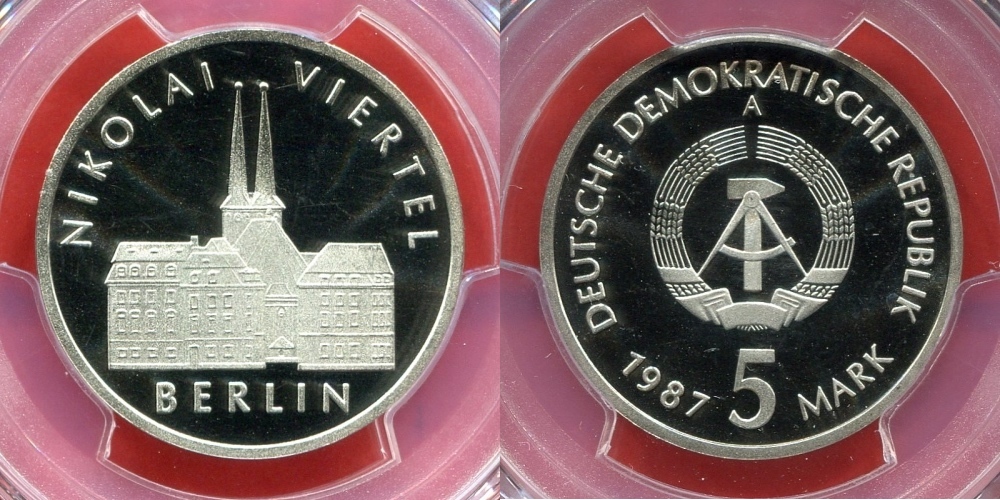 NIKOLAI VIERTEL
BERLIN
DEUTSCHE DEMOKRATISCHE REPUBLIK
A
1987 5 MARK